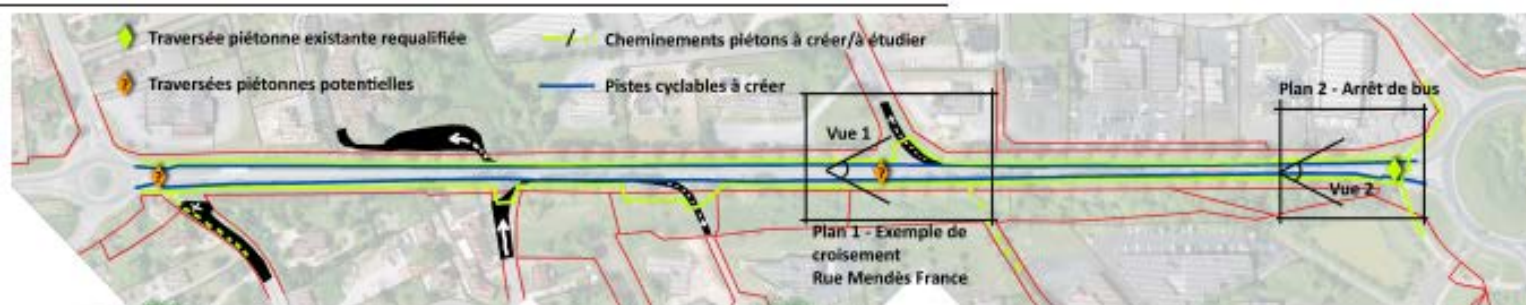 Traversée piétonne existante requalifiée
Cheminements piétons à créer/à étudier
? Traversées piétonnes potentielles
Pistes cyclables à créer
Plan 2 - Arrêt de bus
Vue 1
?
?
Vue 2
Plan 1 - Exemple de
croisement
Rue Mendès France